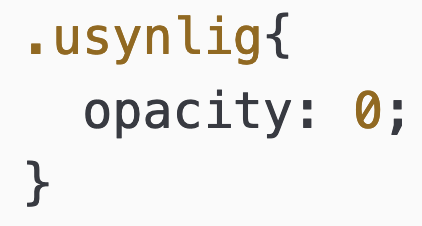 .usynlig{
  opacity: 0;
}